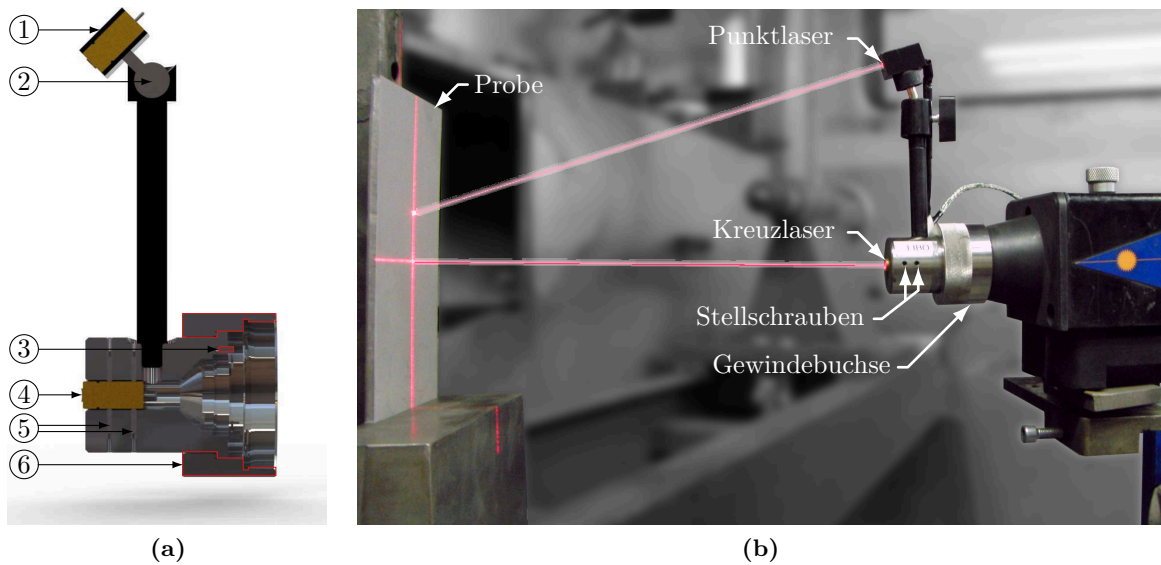 ①
②
③
④
⑤
⑥
(a)
Punktlaser
Probe
Kreuzlaser
Stellschrauben
Gewindebuchse
(b)